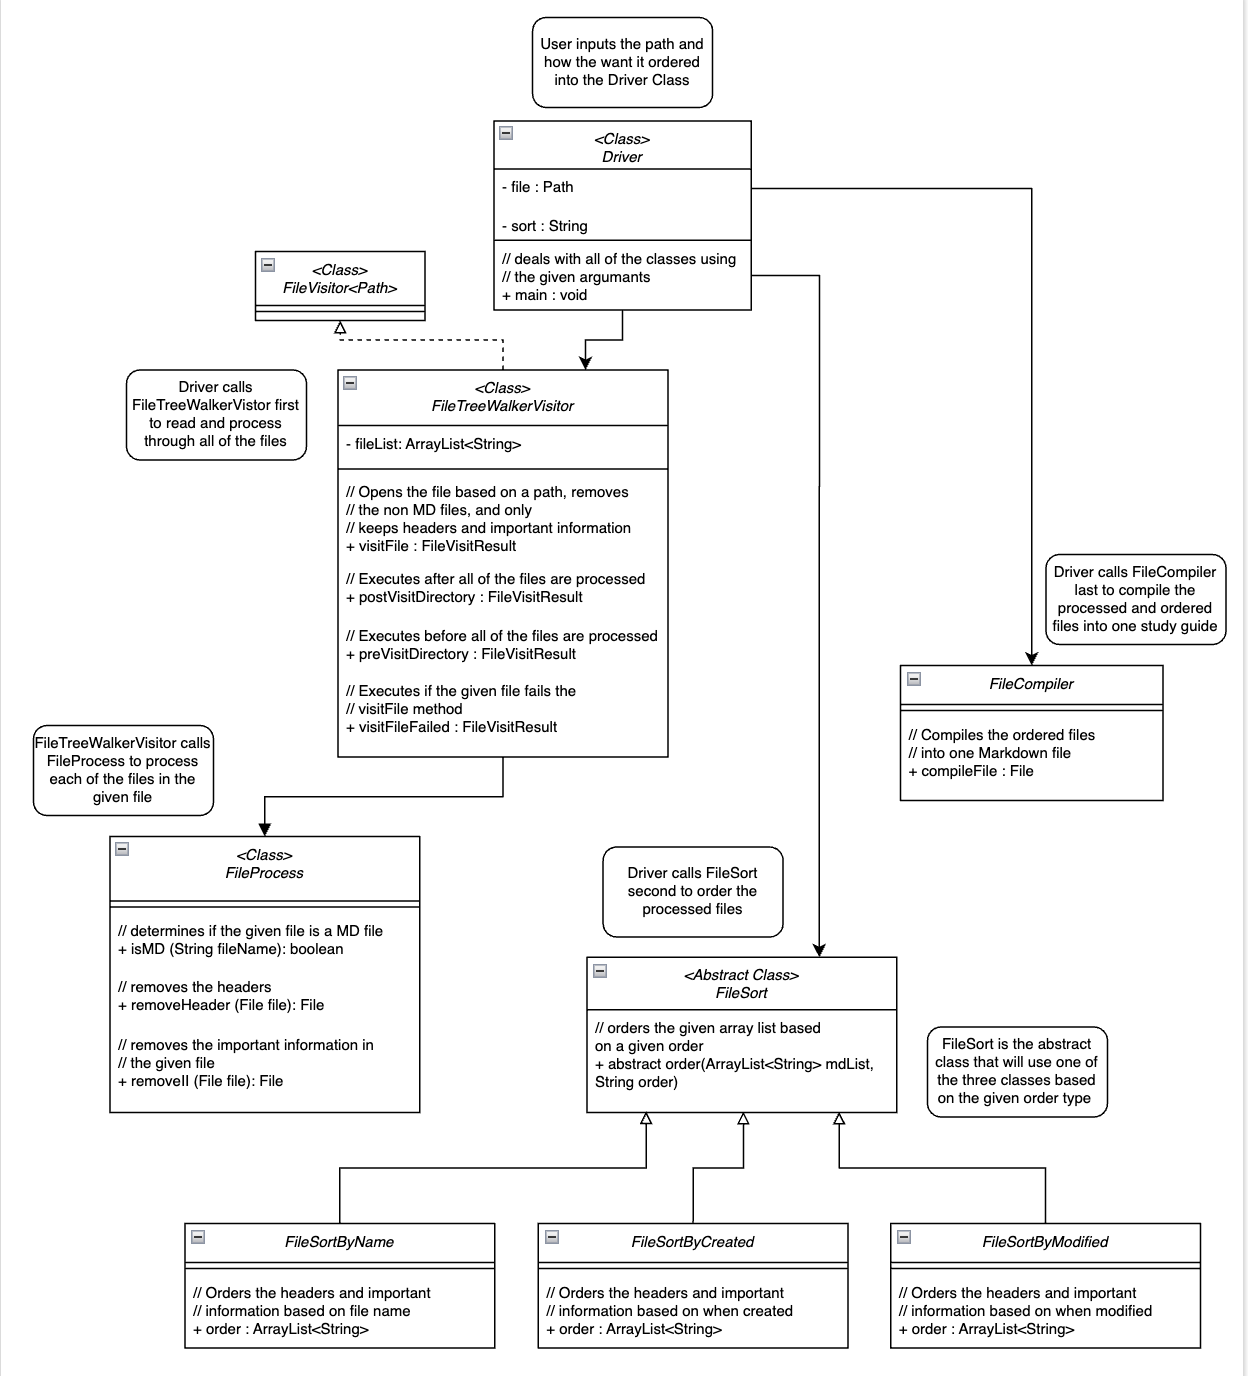 User inputs the path and
how the want it ordered
into the Driver Class
<Class>
Driver
- file : Path
- sort : String
// deals with all of the classes using
// the given argumants
+ main : void
<Class>
FileVisitor<Path>
Driver calls
FileTreeWalkerVistor first
to read and process
through all of the files
<Class>
FileTreeWalkerVisitor
- fileList: ArrayList<String>
// Opens the file based on a path, removes
// the non MD files, and only
// keeps headers and important information
+ visitFile : FileVisitResult
// Executes after all of the files are processed
+ postVisitDirectory : FileVisitResult
// Executes before all of the files are processed
+ preVisitDirectory : FileVisitResult
// Executes if the given file fails the
// visitFile method
+ visitFileFailed : FileVisitResult
Driver calls FileCompiler
last to compile the
processed and ordered
files into one study guide
FileCompiler
// Compiles the ordered files
// into one Markdown file
+ compileFile : File
FileTreeWalkerVisitor calls
FileProcess to process
each of the files in the
given file
<Class>
FileProcess
// determines if the given file is a MD file
+ isMD (String fileName): boolean
// removes the headers
+ removeHeader (File file): File
// removes the important information in
// the given file
+ removeII (File file): File
Driver calls FileSort
second to order the
processed files
<Abstract Class>
FileSort
// orders the given array list based
on a given order
+ abstract order(ArrayList<String> mdList,
String order)
FileSort is the abstract
class that will use one of
the three classes based
on the given order type
FileSortByName
// Orders the headers and important
// information based on file name
+ order : ArrayList<String>
FileSortByCreated
// Orders the headers and important
// information based on when created
+ order : ArrayList<String>
FileSortByModified
// Orders the headers and important
// information based on when modified
+ order : ArrayList<String>